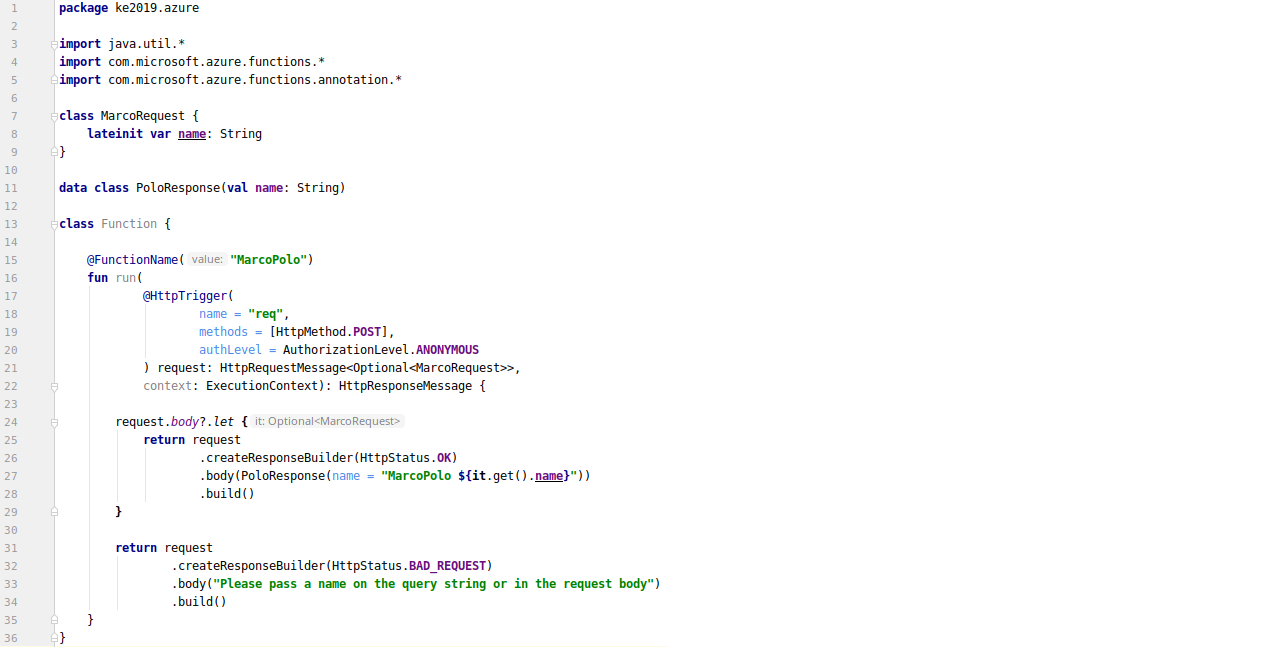 1 package ke2019.azure
2
3 import java.util.*
4 import com.microsoft.azure.functions.*
5 import com.microsoft.azure.functions.annotation.*
6
7 class MarcoRequest {
8     lateinit var name: String
9 }
10
11 data class PoloResponse(val name: String)
12
13 class Function {
14
15     @FunctionName( value: "MarcoPolo")
16     fun run(
17             @HttpTrigger(
18                     name = "req",
19                     methods = [HttpMethod.POST],
20                     authLevel = AuthorizationLevel.ANONYMOUS
21             ) request: HttpRequestMessage<Optional<MarcoRequest>>,
22             context: ExecutionContext): HttpResponseMessage {
23
24         request.body?.let { it: Optional<MarcoRequest>
25             return request
26                     .createResponseBuilder(HttpStatus.OK)
27                     .body(PoloResponse(name = "MarcoPolo ${it.get().name}"))
28                     .build()
29         }
30
31         return request
32                 .createResponseBuilder(HttpStatus.BAD_REQUEST)
33                 .body("Please pass a name on the query string or in the request body")
34                 .build()
35     }
36 }